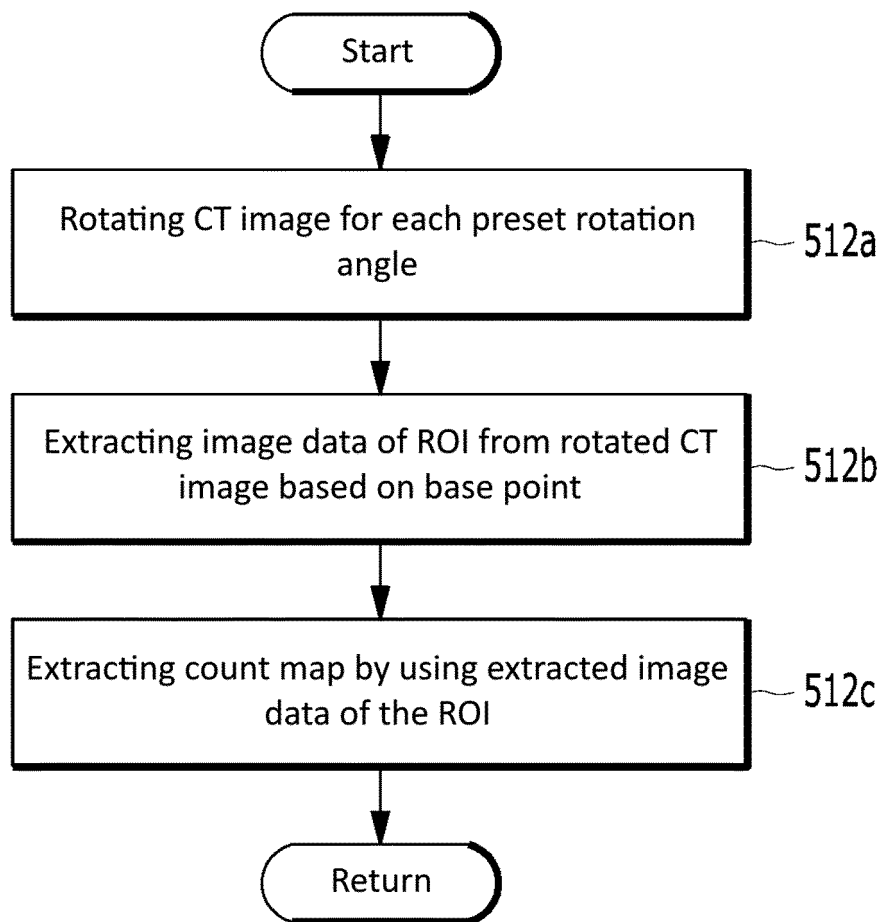 Start
Rotating CT image for each preset rotation
angle
512a
Extracting image data of ROI from rotated CT
image based on base point
512b
Extracting count map by using extracted image
data of the ROI
512c
Return